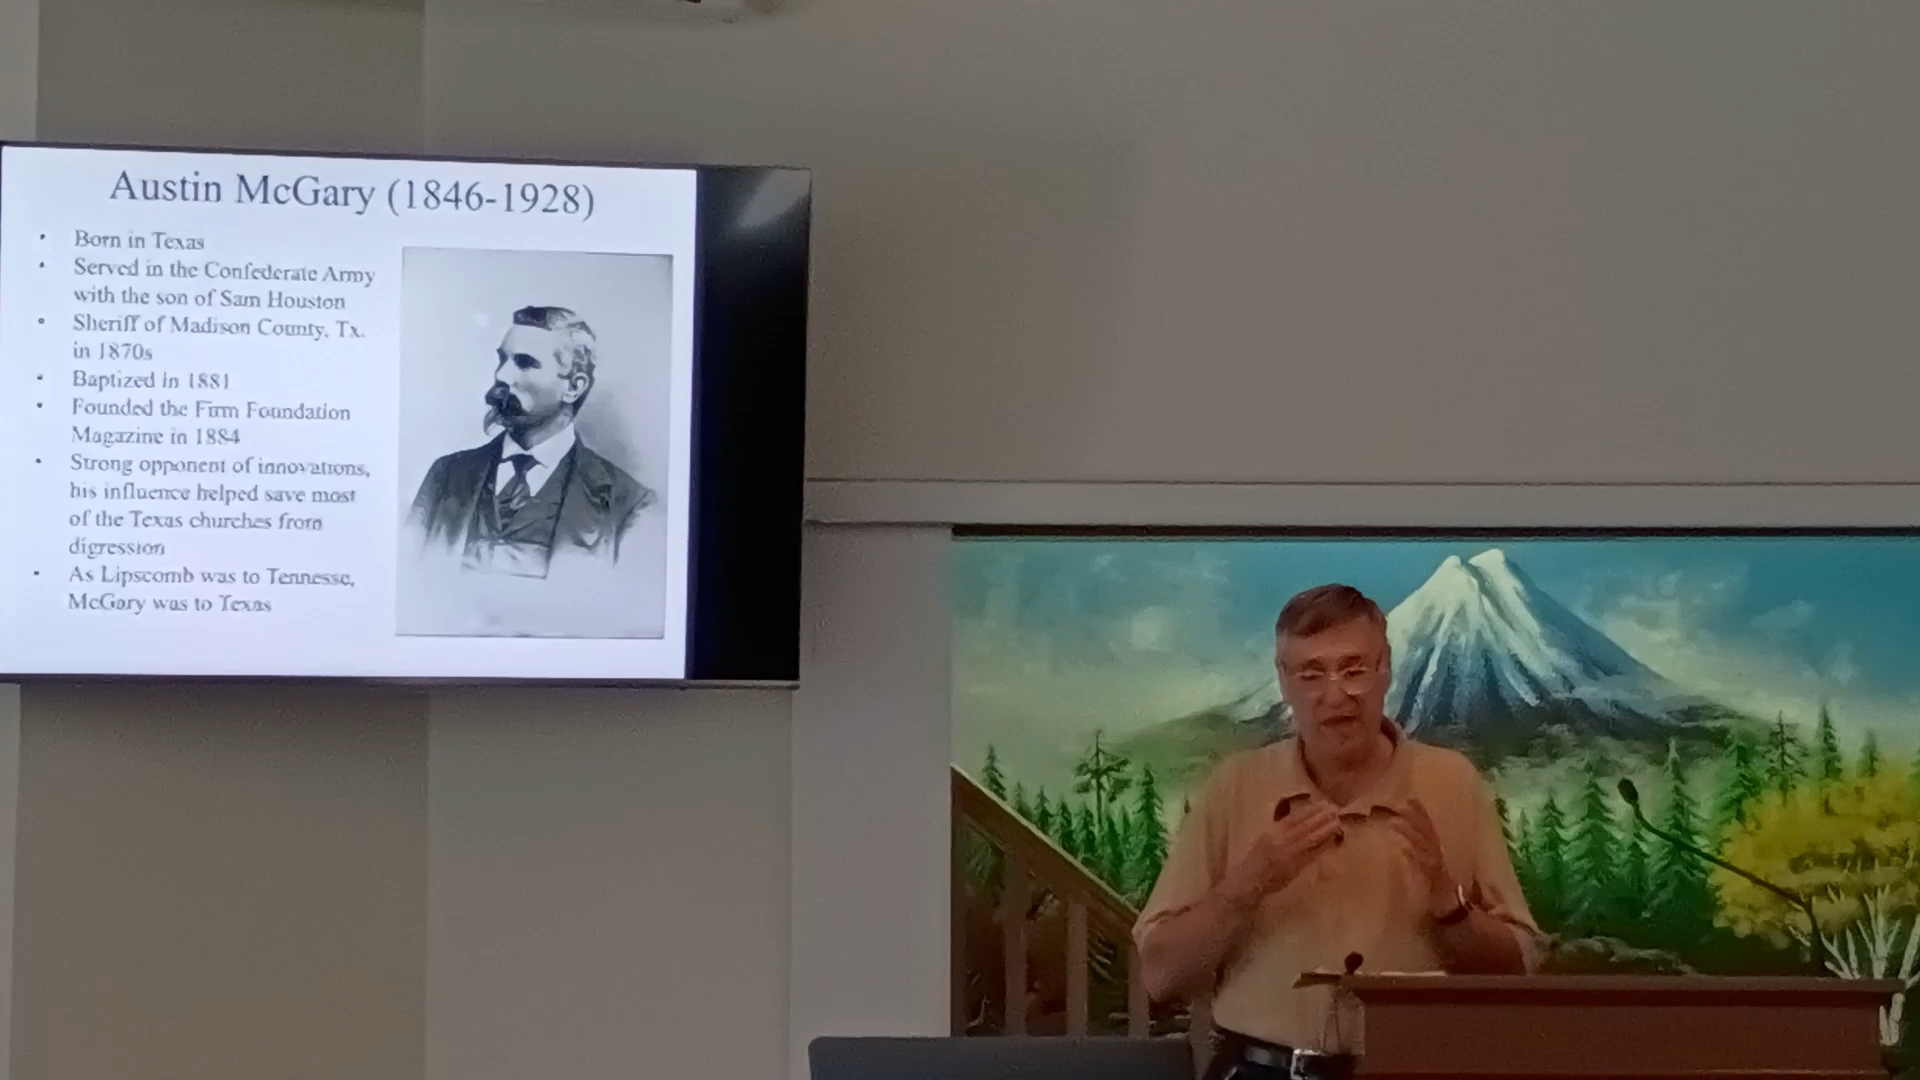 Austin McGary (1846-1928)
• Born in Texas
• Served in the Confederate Army
with the son of Sam Houston
• Sheriff of Madison County, Tx.
in 1870s
• Baptized in 1881
• Founded the Firm Foundation
Magazine in 1884
• Strong opponent of innovations,
his influence helped save most
of the Texas churches from
digression
• As Lipscomb was to Tennesse,
McGary was to Texas